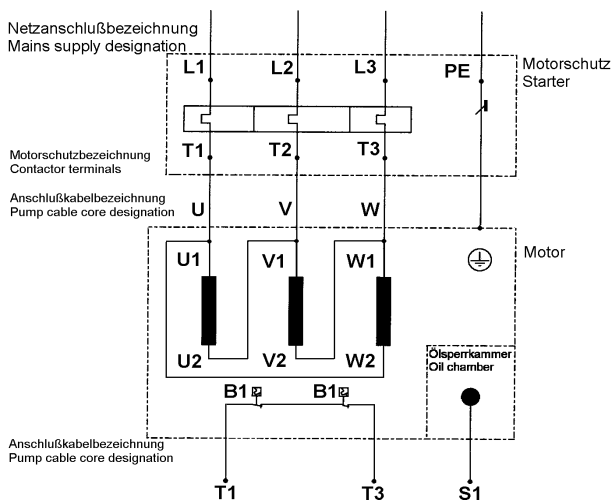 Netzanschlußbezeichnung
Mains supply designation
L1 L2 L3 PE
Motorschutz
Starter
Motorschutzbezeichnung
Contactor terminals
T1 T2 T3
Anschlußkabelbezeichnung
Pump cable core designation
U V W
Motor
U1 V1 W1
U2 V2 W2
Ölsperrkammer
Oil chamber
B1 B1
Anschlußkabelbezeichnung
Pump cable core designation
T1 T3 S1